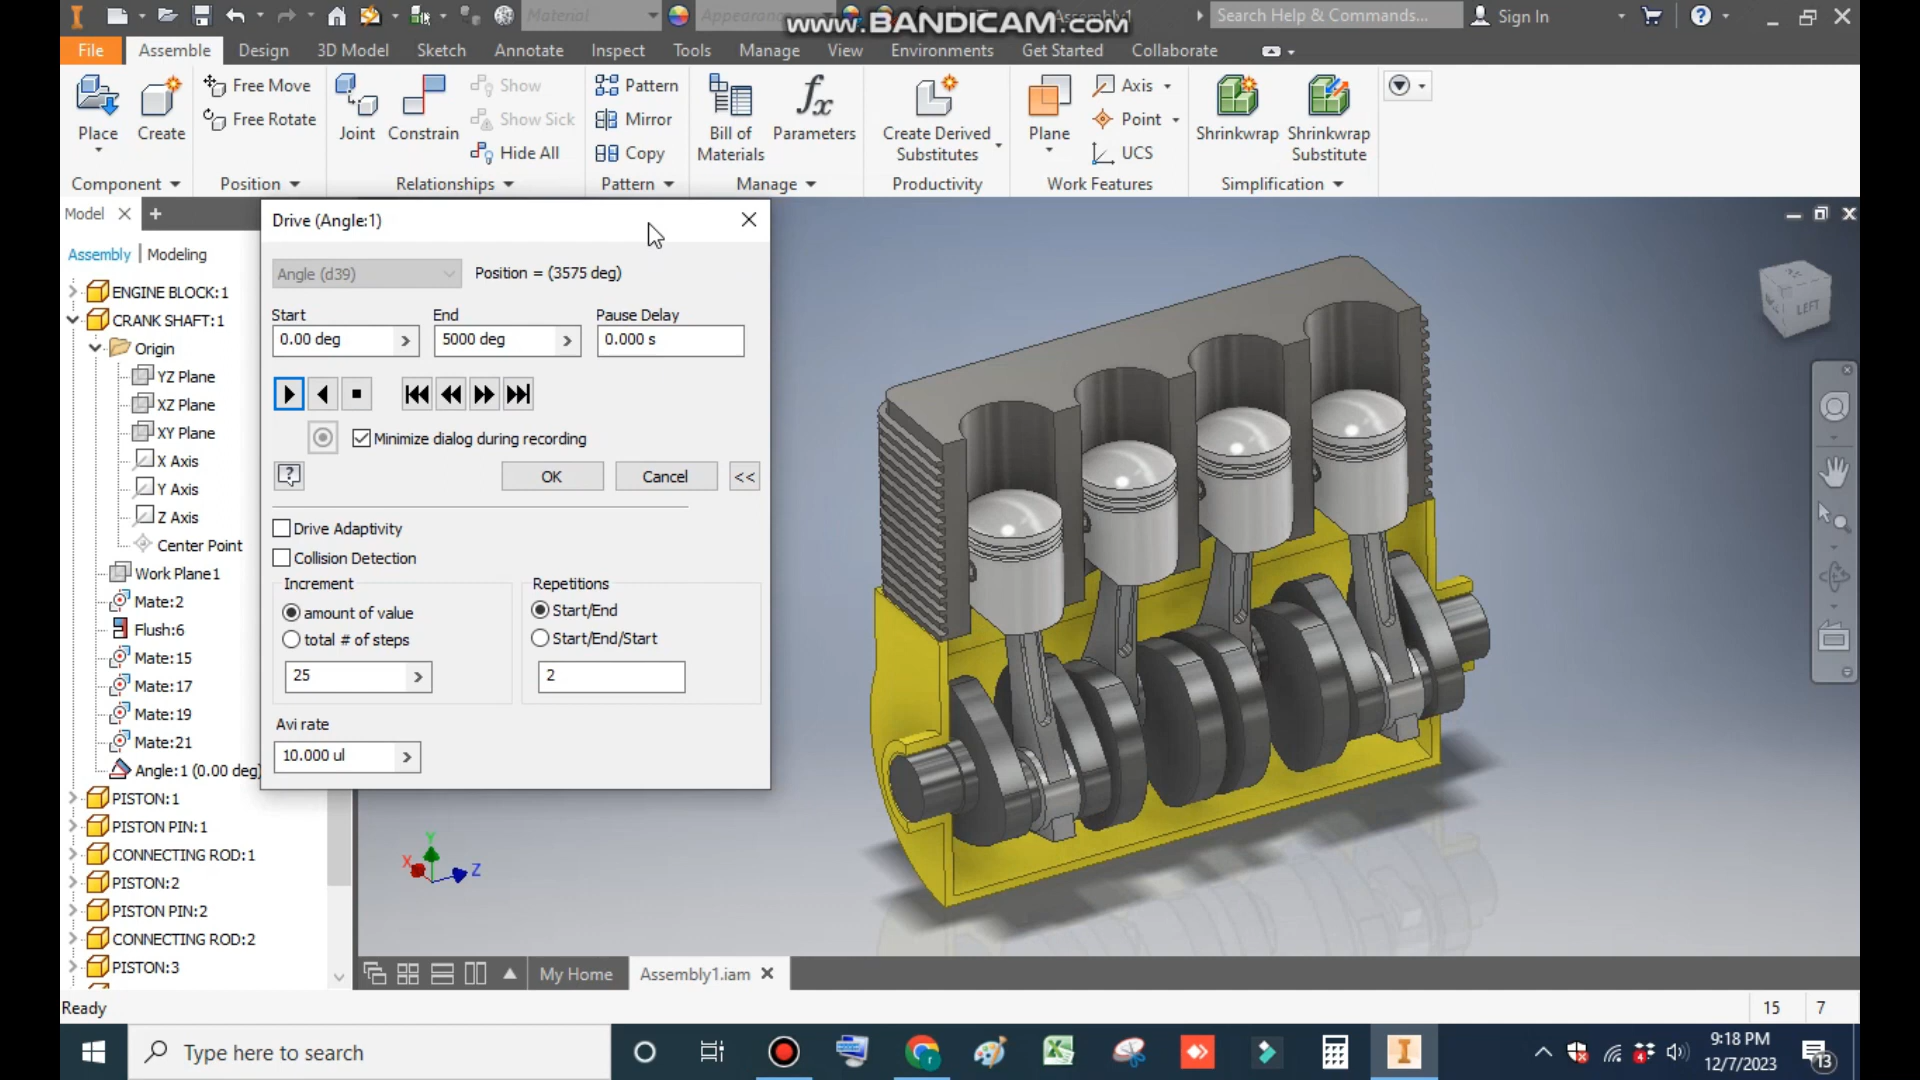 Material
Appearance
www.BANDICAM.com
Assembly1
Search Help & Commands...
Sign In
File
Assemble
Design
3D Model
Sketch
Annotate
Inspect
Tools
Manage
View
Environments
Get Started
Collaborate
Place
Create
Free Move
Free Rotate
Joint
Constrain
Show
Show Sick
Hide All
Pattern
Mirror
Copy
Bill of
Materials
fx
Parameters
Create Derived
Substitutes
Plane
Axis
Point
UCS
Shrinkwrap
Shrinkwrap
Substitute
Component
Position
Relationships
Pattern
Manage
Productivity
Work Features
Simplification
Model
Assembly
Modeling
ENGINE BLOCK:1
CRANK SHAFT:1
Origin
YZ Plane
XZ Plane
XY Plane
X Axis
Y Axis
Z Axis
Center Point
Work Plane1
Mate:2
Flush:6
Mate:15
Mate:17
Mate:19
Mate:21
Angle:1 (0.00 deg)
PISTON:1
PISTON PIN:1
CONNECTING ROD:1
PISTON:2
PISTON PIN:2
CONNECTING ROD:2
PISTON:3
Drive (Angle:1)
Angle (d39)
Position = (3575 deg)
Start
End
Pause Delay
0.00 deg
5000 deg
0.000 s
Minimize dialog during recording
OK
Cancel
<<
Drive Adaptivity
Collision Detection
Increment
Repetitions
amount of value
Start/End
total # of steps
Start/End/Start
25
2
Avi rate
10.000 ul
LEFT
Y
X
Z
My Home
Assembly1.iam
Ready
15
7
Type here to search
9:18 PM
12/7/2023
4
13